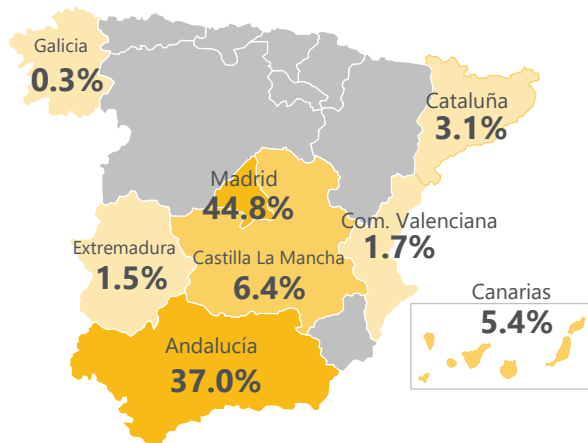 Galicia
0.3%
Cataluña
3.1%
Madrid
44.8%
Com. Valenciana
1.7%
Extremadura
1.5%
Castilla La Mancha
6.4%
Canarias
5.4%
Andalucía
37.0%